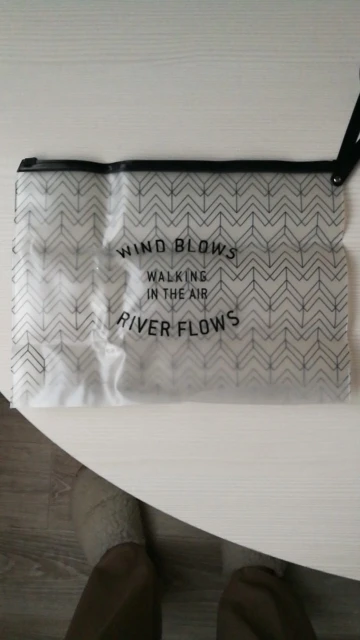 WIND BLOWS
WALKING
IN THE AIR
RIVER FLOWS